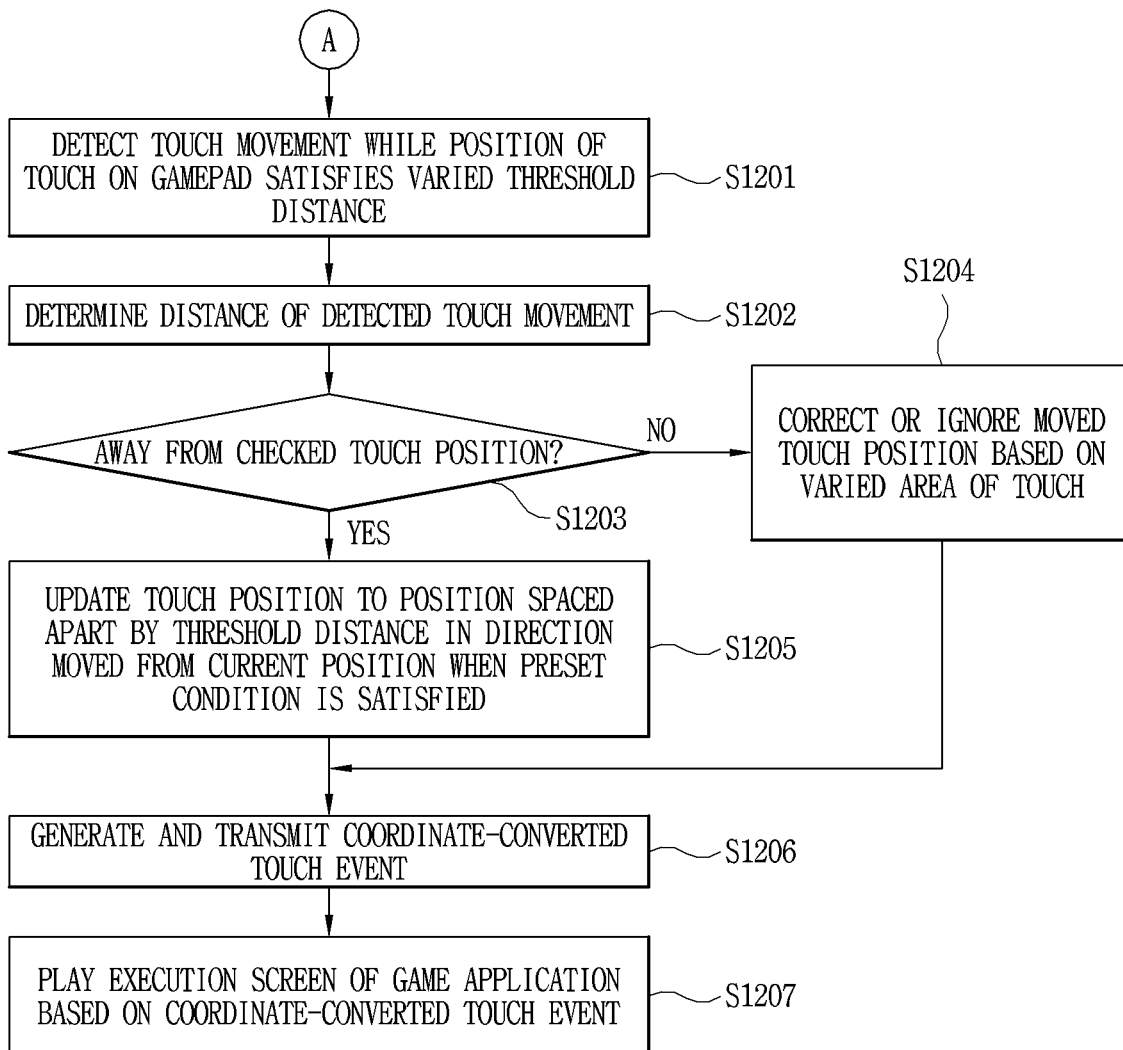 A
DETECT TOUCH MOVEMENT WHILE POSITION OF
TOUCH ON GAMEPAD SATISFIES VARIED THRESHOLD
DISTANCE
S1201
DETERMINE DISTANCE OF DETECTED TOUCH MOVEMENT
S1202
AWAY FROM CHECKED TOUCH POSITION?
S1203
NO
S1204
CORRECT OR IGNORE MOVED
TOUCH POSITION BASED ON
VARIED AREA OF TOUCH
YES
UPDATE TOUCH POSITION TO POSITION SPACED
APART BY THRESHOLD DISTANCE IN DIRECTION
MOVED FROM CURRENT POSITION WHEN PRESET
CONDITION IS SATISFIED
S1205
GENERATE AND TRANSMIT COORDINATE-CONVERTED
TOUCH EVENT
S1206
PLAY EXECUTION SCREEN OF GAME APPLICATION
BASED ON COORDINATE-CONVERTED TOUCH EVENT
S1207